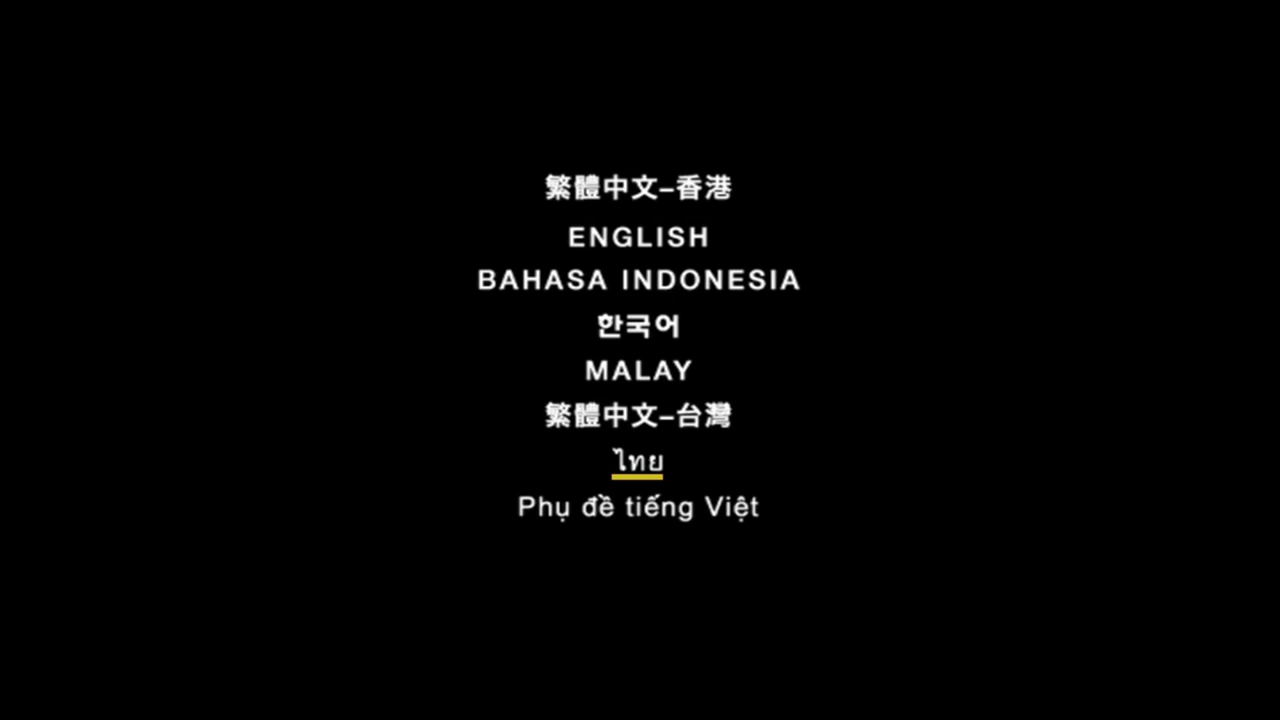 繁體中文–香港
ENGLISH
BAHASA INDONESIA
한국어
MALAY
繁體中文–台灣
ไทย
Phụ đề tiếng Việt